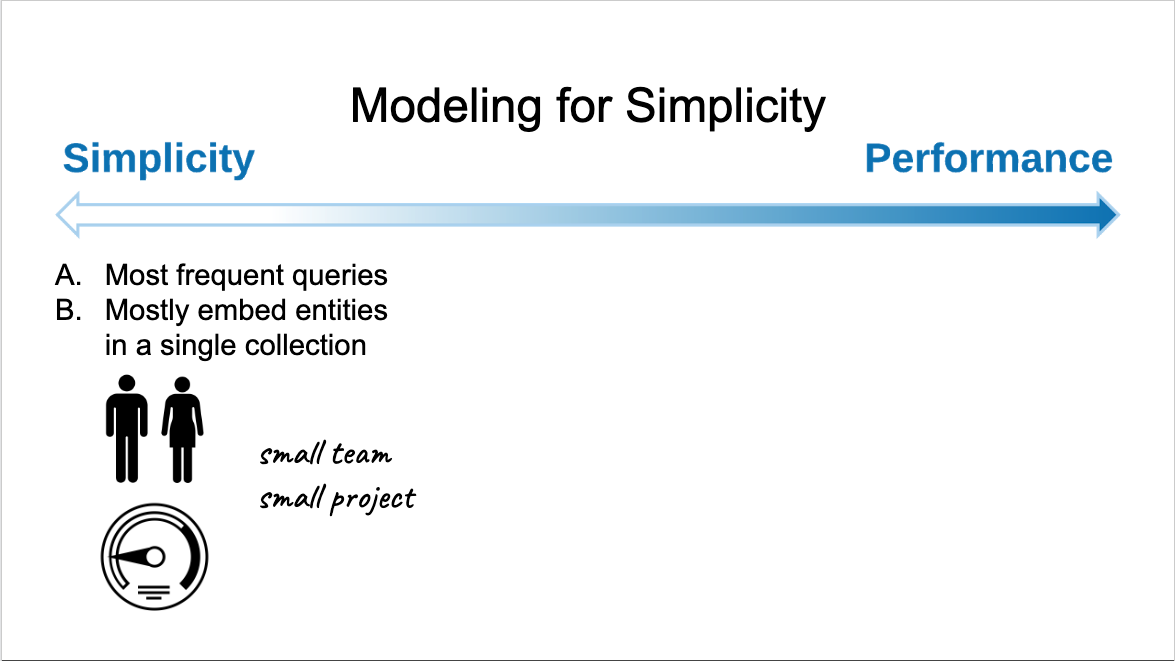 Modeling for Simplicity
Simplicity
Performance
A. Most frequent queries
B. Mostly embed entities
in a single collection
small team
small project